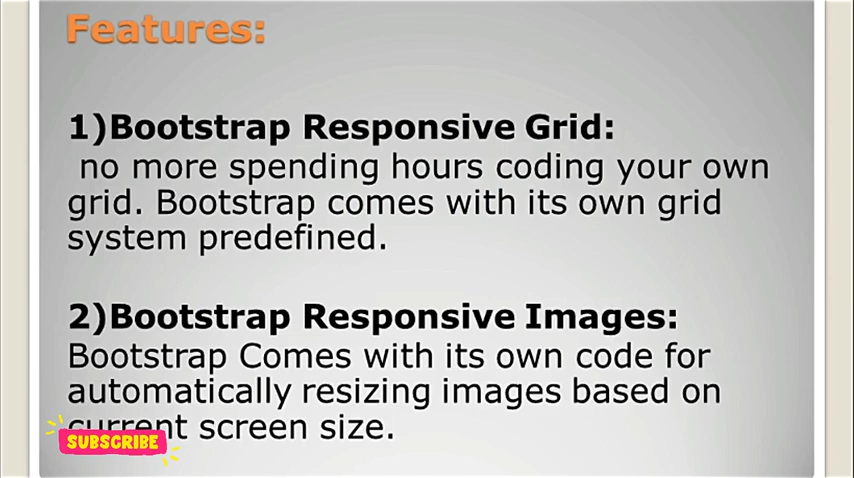 Features:
1)Bootstrap Responsive Grid:
no more spending hours coding your own
grid. Bootstrap comes with its own grid
system predefined.
2)Bootstrap Responsive Images:
Bootstrap Comes with its own code for
automatically resizing images based on
current screen size.
SUBSCRIBE